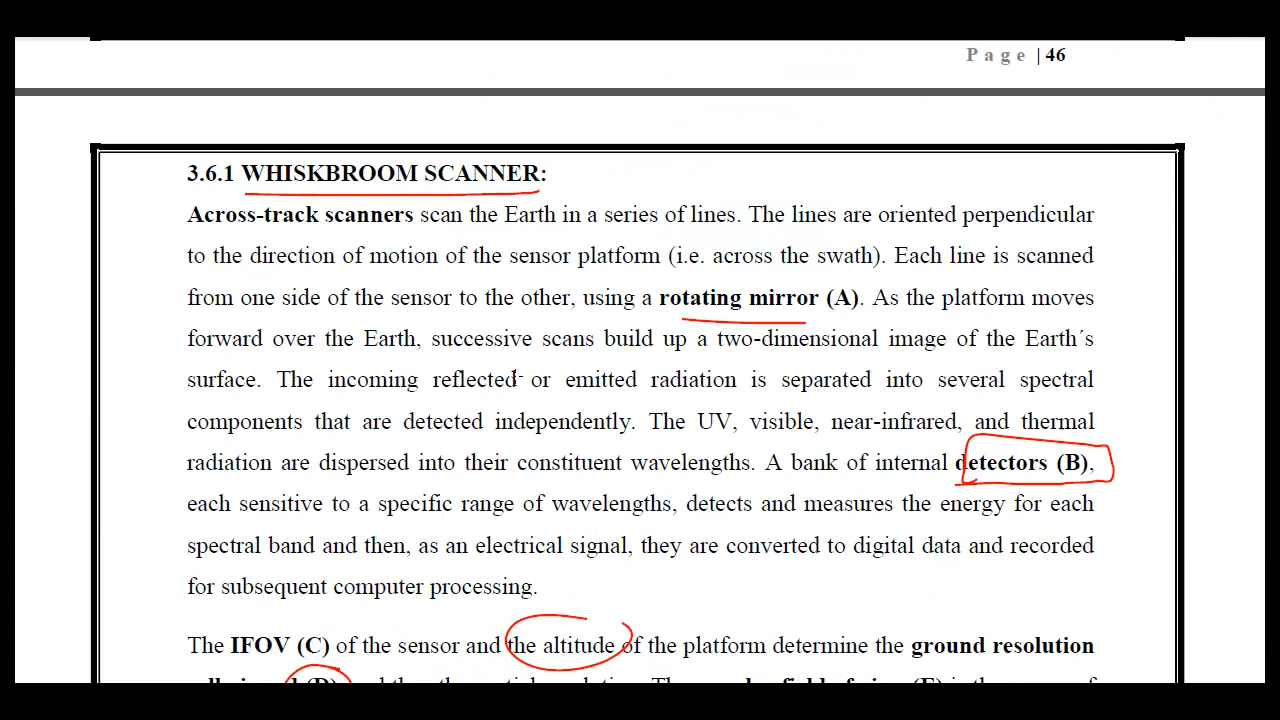 Page | 46
3.6.1 WHISKBROOM SCANNER:
Across-track scanners scan the Earth in a series of lines. The lines are oriented perpendicular
to the direction of motion of the sensor platform (i.e. across the swath). Each line is scanned
from one side of the sensor to the other, using a rotating mirror (A). As the platform moves
forward over the Earth, successive scans build up a two-dimensional image of the Earth´s
surface. The incoming reflected or emitted radiation is separated into several spectral
components that are detected independently. The UV, visible, near-infrared, and thermal
radiation are dispersed into their constituent wavelengths. A bank of internal detectors (B),
each sensitive to a specific range of wavelengths, detects and measures the energy for each
spectral band and then, as an electrical signal, they are converted to digital data and recorded
for subsequent computer processing.
The IFOV (C) of the sensor and the altitude of the platform determine the ground resolution